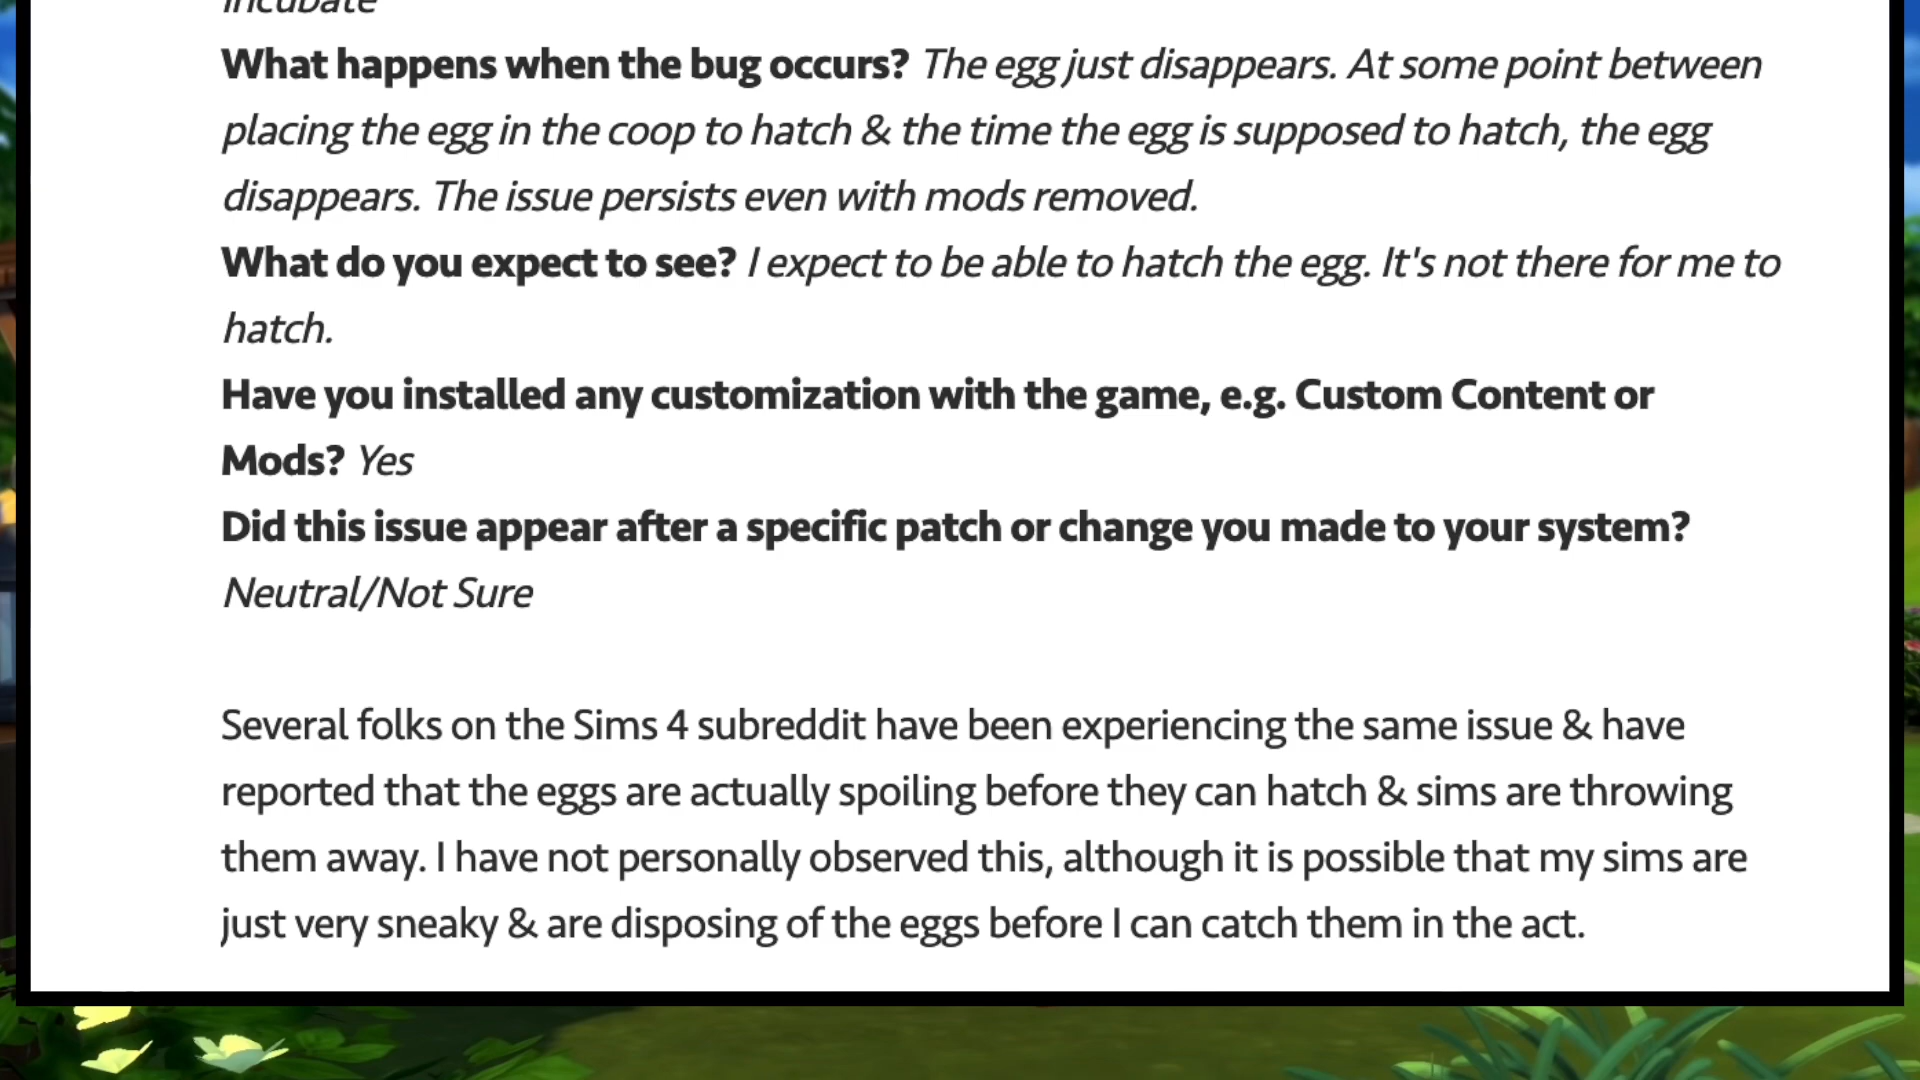 Incubate
What happens when the bug occurs? The egg just disappears. At some point between
placing the egg in the coop to hatch & the time the egg is supposed to hatch, the egg
disappears. The issue persists even with mods removed.
What do you expect to see? I expect to be able to hatch the egg. It's not there for me to
hatch.
Have you installed any customization with the game, e.g. Custom Content or
Mods? Yes
Did this issue appear after a specific patch or change you made to your system?
Neutral/Not Sure
Several folks on the Sims 4 subreddit have been experiencing the same issue & have
reported that the eggs are actually spoiling before they can hatch & sims are throwing
them away. I have not personally observed this, although it is possible that my sims are
just very sneaky & are disposing of the eggs before I can catch them in the act.